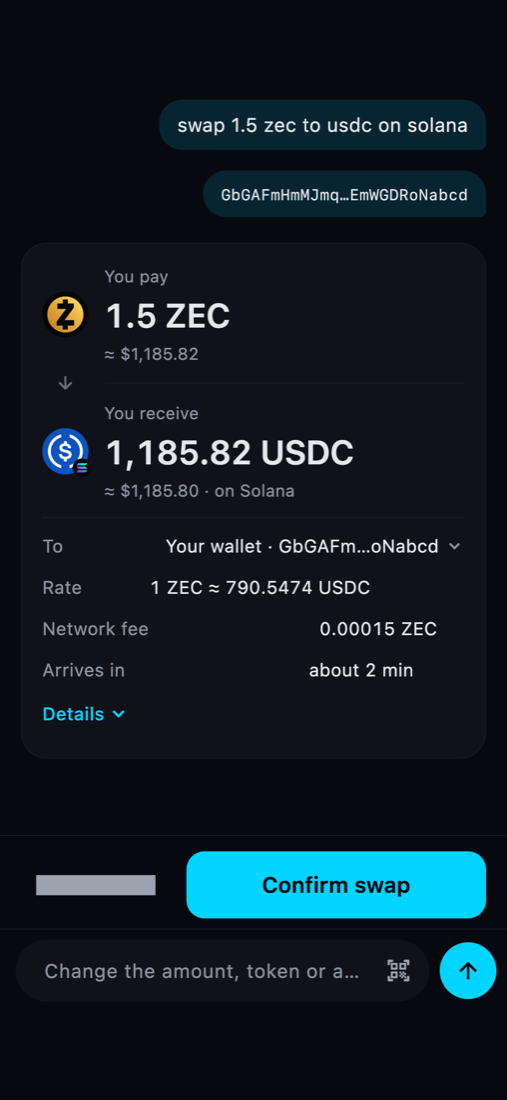 swap 1.5 zec to usdc on solana
GbGAFmHmMJmq…EmWGDRoNabcd
You pay
1.5 ZEC
≈ $1,185.82
You receive
1,185.82 USDC
≈ $1,185.80 · on Solana
To Your wallet · GbGAFm...oNabcd
Rate 1 ZEC ≈ 790.5474 USDC
Network fee 0.00015 ZEC
Arrives in about 2 min
Details
Confirm swap
Change the amount, token or a...